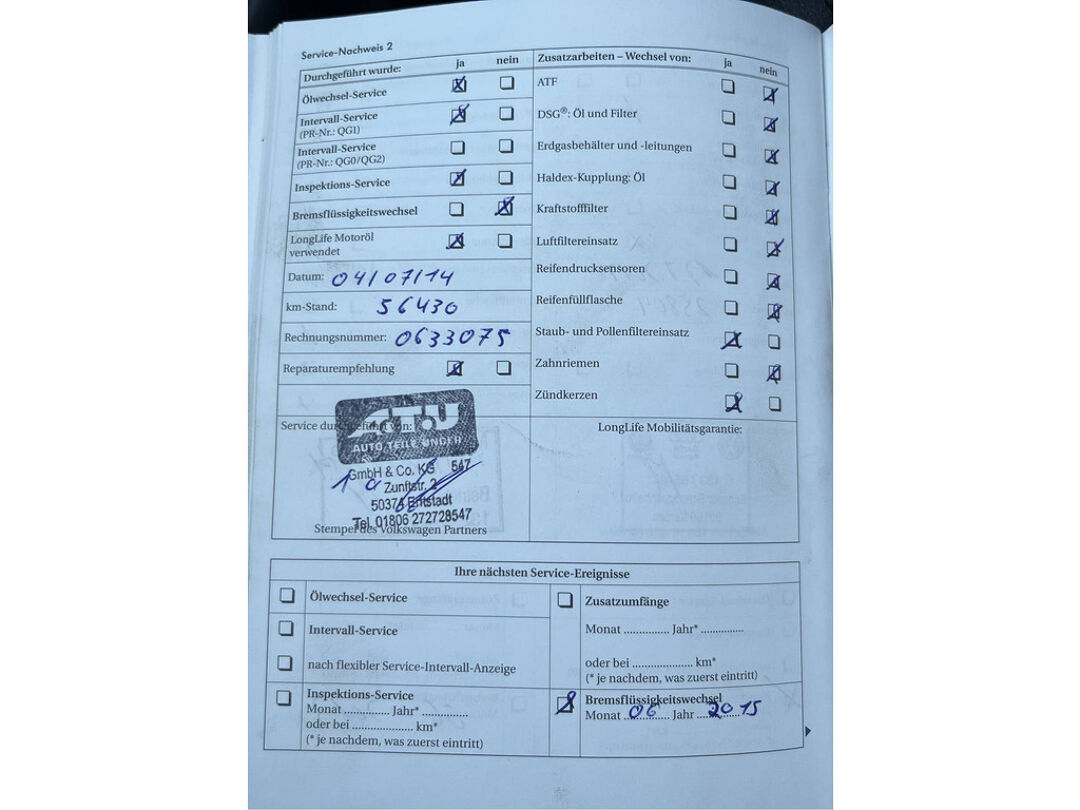 Service-Nachweis 2
Durchgeführt wurde: ja nein
Ölwechsel-Service
Intervall-Service
(PR-Nr.: QG1)
Intervall-Service
(PR-Nr.: QG0/QG2)
Inspektions-Service
Bremsflüssigkeitswechsel
LongLife Motoröl
verwendet
Datum: 04/07/14
km-Stand: 56430
Rechnungsnummer: 0633075
Reparaturempfehlung
Service durchgeführt von:
A.T.U
AUTO TEILE UNGER
GmbH & Co. KG 547
Zunftstr. 2
50374 Erftstadt
Tel. 01806 272728547
Stempel des Volkswagen Partners
Zusatzarbeiten – Wechsel von: ja nein
ATF
DSG®: Öl und Filter
Erdgasbehälter und -leitungen
Haldex-Kupplung: Öl
Kraftstofffilter
Luftfiltereinsatz
Reifendrucksensoren
Reifenfüllflasche
Staub- und Pollenfiltereinsatz
Zahnriemen
Zündkerzen
LongLife Mobilitätsgarantie:
Ihre nächsten Service-Ereignisse
Ölwechsel-Service
Intervall-Service
nach flexibler Service-Intervall-Anzeige
Inspektions-Service
Monat ............... Jahr* ...............
oder bei .................... km*
(* je nachdem, was zuerst eintritt)
Zusatzumfänge
Monat ............... Jahr* ..............
oder bei .................... km*
(* je nachdem, was zuerst eintritt)
Bremsflüssigkeitswechsel
Monat 06 Jahr 2015